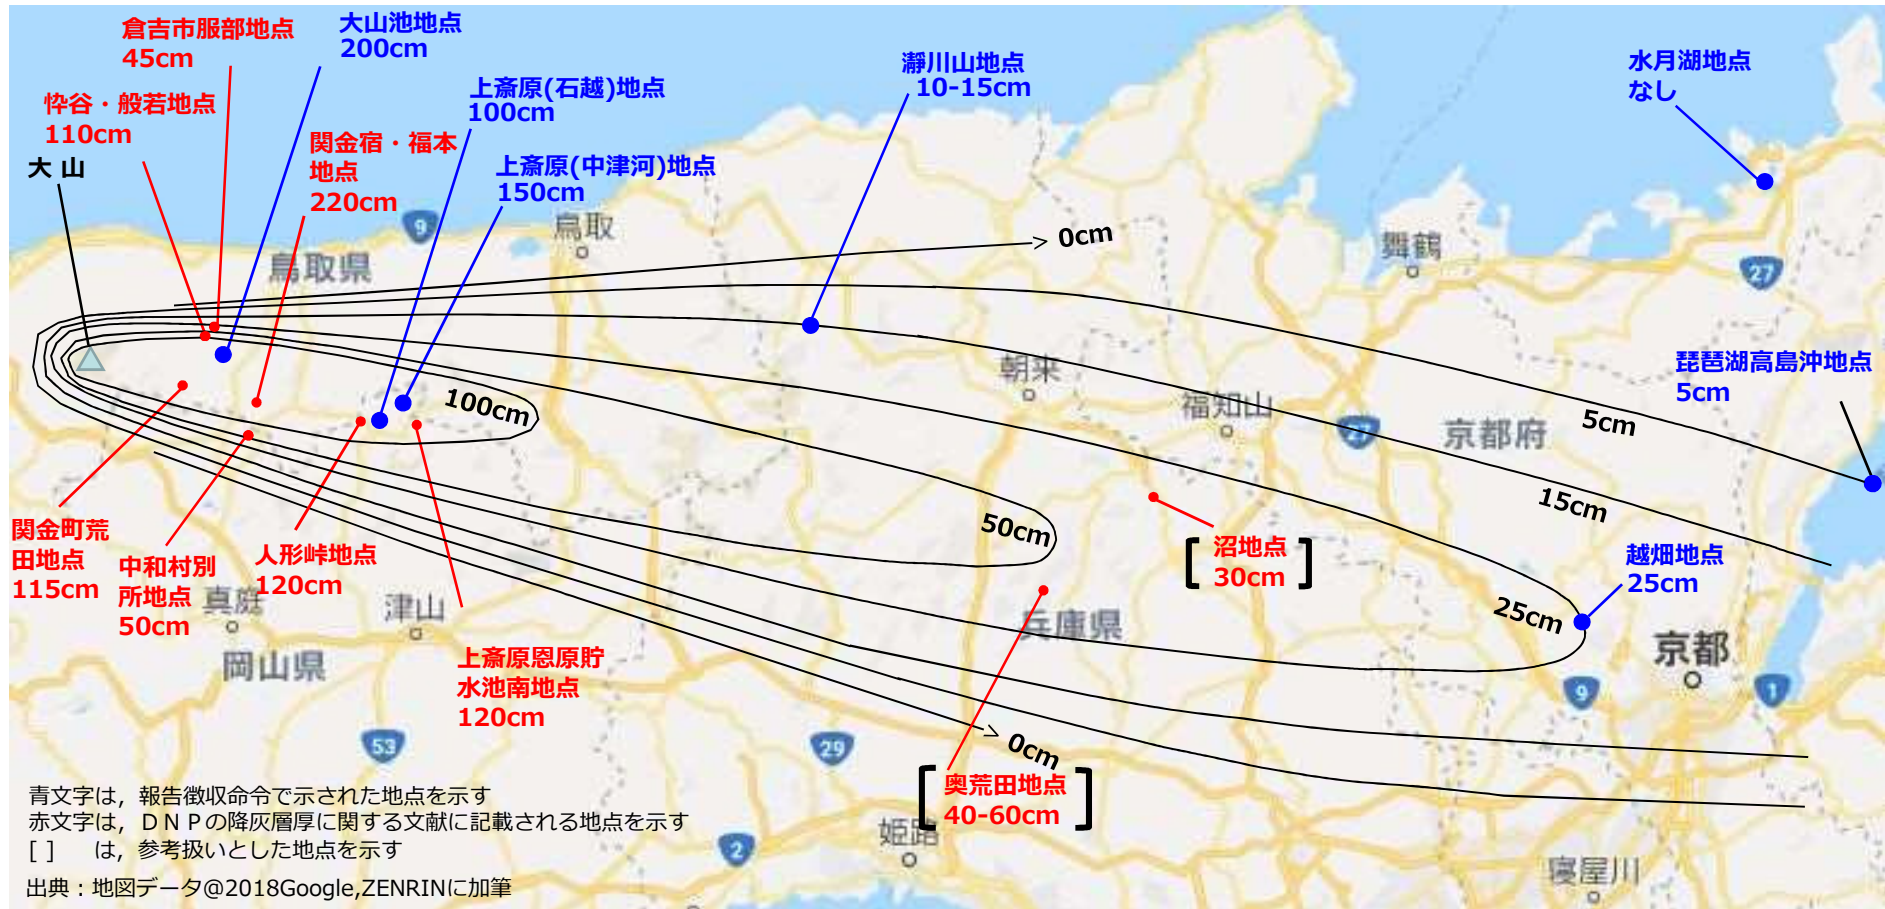 倉吉市服部地点
45cm
大山池地点
200cm
忰谷・般若地点
110cm
大 山
関金宿・福本
地点
220cm
上斎原(石越)地点
100cm
上斎原(中津河)地点
150cm
瀞川山地点
10-15cm
水月湖地点
なし
9
鳥取
鳥取県
0cm
舞鶴
27
朝来
福知山
27
京都府
琵琶湖高島沖地点
5cm
5cm
100cm
15cm
50cm
関金町荒
田地点
115cm
中和村別
所地点
50cm
人形峠地点
120cm
沼地点
30cm
越畑地点
25cm
25cm
真庭
津山
兵庫県
京都
岡山県
上斎原恩原貯
水池南地点
120cm
9
1
53
29
0cm
奥荒田地点
40-60cm
姫路
2
寝屋川
青文字は，報告徴収命令で示された地点を示す
赤文字は，ＤＮＰの降灰層厚に関する文献に記載される地点を示す
[ ] は，参考扱いとした地点を示す
出典：地図データ@2018Google,ZENRINに加筆